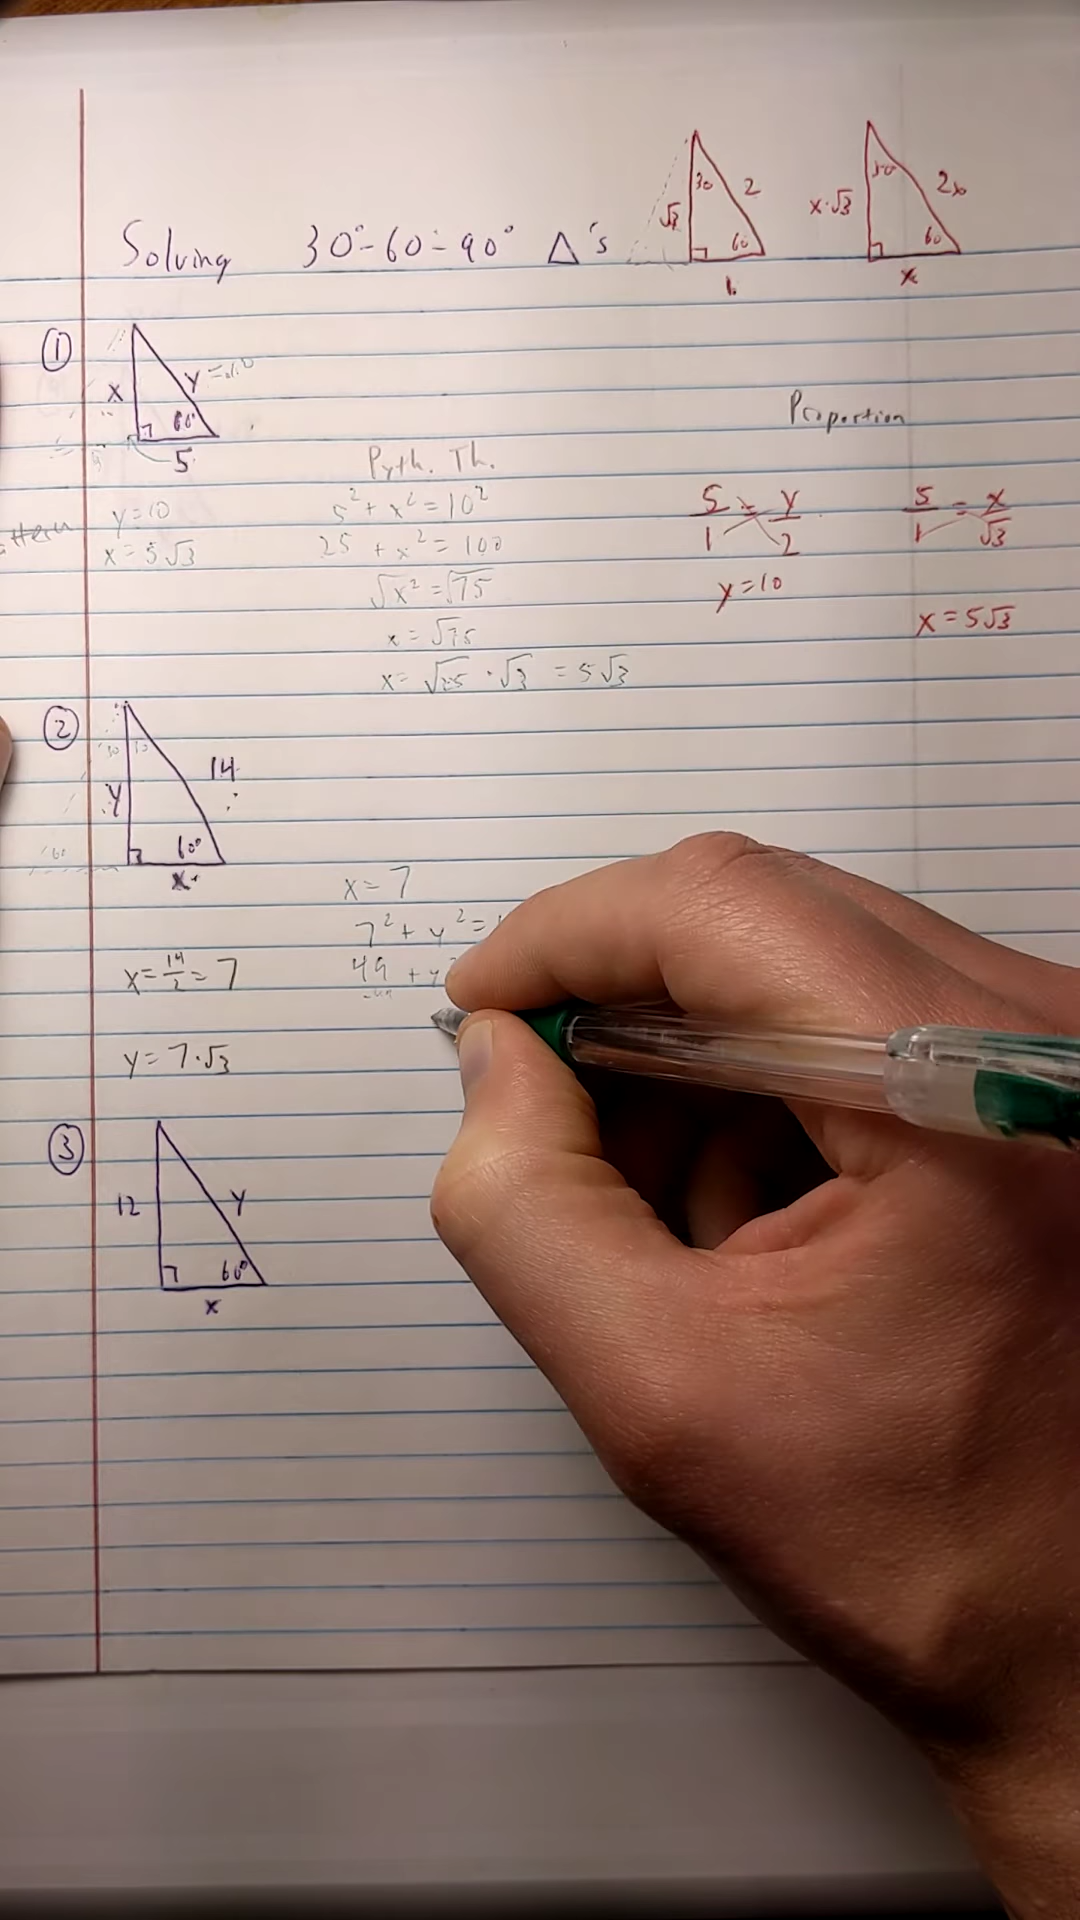 Solving 30°-60°-90° Δ's
30
2
√3
60
1
30
x·√3
60
x
①
x
y
60°
5
Proportion
Pyth. Th.
y=10
x=5√3
5²+x²=10²
25 + x² = 100
√x² = √75
x = √75
x = √25 · √3 = 5√3
5/1 = y/2
y=10
5/1 = x/√3
x=5√3
②
30
y
14
60°
x
x=7
7² + y² =
49 + y
x=14/2=7
y=7·√3
③
12
y
60°
x